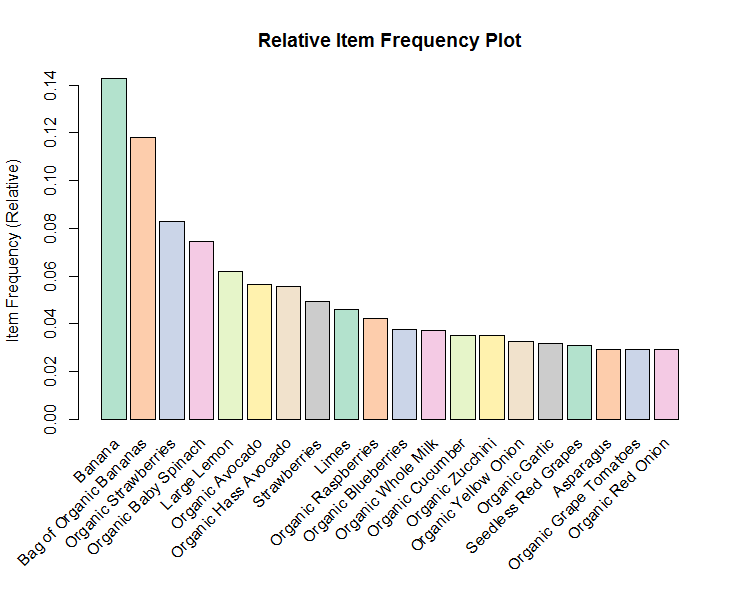 Relative Item Frequency Plot
Item Frequency (Relative)
0.14
0.12
0.10
0.08
0.06
0.04
0.02
0.00
Banana
Bag of Organic Bananas
Organic Strawberries
Organic Baby Spinach
Large Lemon
Organic Avocado
Organic Hass Avocado
Strawberries
Limes
Organic Raspberries
Organic Blueberries
Organic Whole Milk
Organic Cucumber
Organic Zucchini
Organic Yellow Onion
Organic Garlic
Seedless Red Grapes
Asparagus
Organic Grape Tomatoes
Organic Red Onion